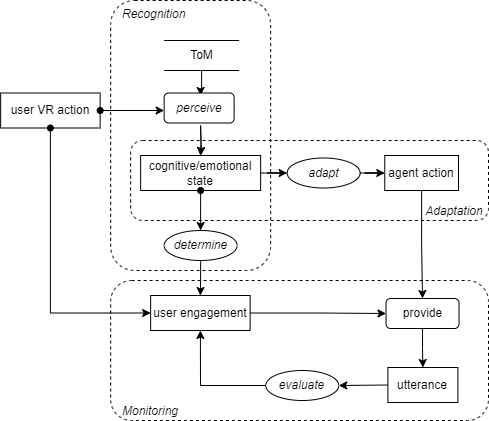 Recognition
ToM
user VR action
perceive
cognitive/emotional
state
adapt
agent action
Adaptation
determine
user engagement
provide
evaluate
utterance
Monitoring